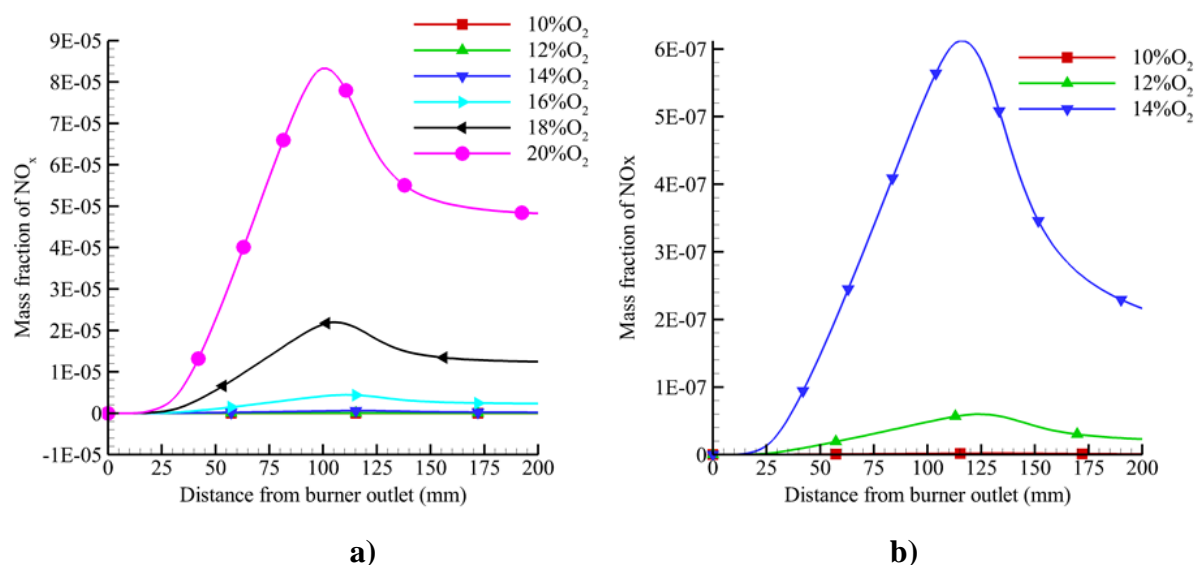 10%O₂
12%O₂
14%O₂
16%O₂
18%O₂
20%O₂
9E-05
8E-05
7E-05
6E-05
5E-05
4E-05
3E-05
2E-05
1E-05
0
-1E-05
Mass fraction of NOₓ
0 25 50 75 100 125 150 175 200
Distance from burner outlet (mm)
a)
10%O₂
12%O₂
14%O₂
6E-07
5E-07
4E-07
3E-07
2E-07
1E-07
0
Mass fraction of NOx
0 25 50 75 100 125 150 175 200
Distance from burner outlet (mm)
b)